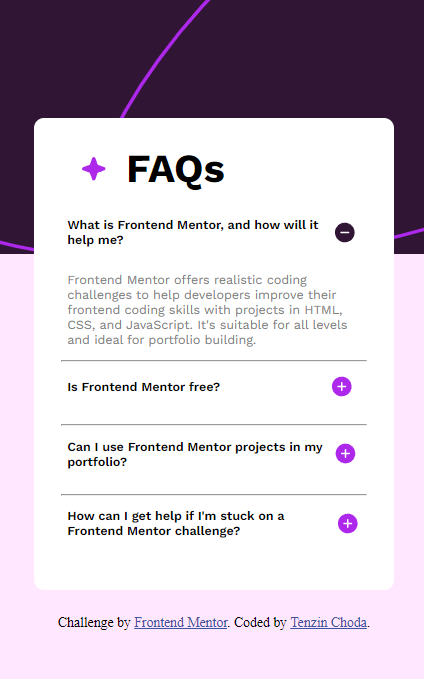 FAQs
What is Frontend Mentor, and how will it
help me?
Frontend Mentor offers realistic coding
challenges to help developers improve their
frontend coding skills with projects in HTML,
CSS, and JavaScript. It's suitable for all levels
and ideal for portfolio building.
Is Frontend Mentor free?
Can I use Frontend Mentor projects in my
portfolio?
How can I get help if I'm stuck on a
Frontend Mentor challenge?
Challenge by Frontend Mentor. Coded by Tenzin Choda.